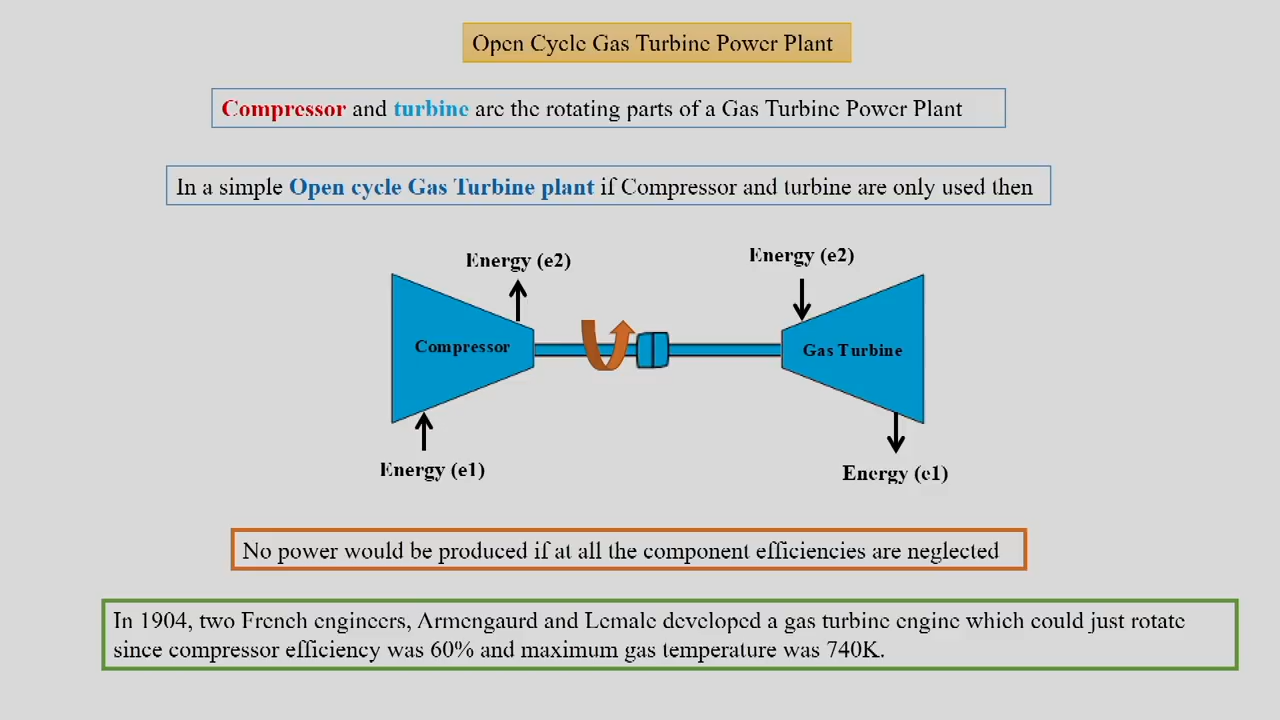 Open Cycle Gas Turbine Power Plant
Compressor and turbine are the rotating parts of a Gas Turbine Power Plant
In a simple Open cycle Gas Turbine plant if Compressor and turbine are only used then
Energy (e2)
Energy (e2)
Compressor
Gas Turbine
Energy (e1)
Energy (e1)
No power would be produced if at all the component efficiencies are neglected
In 1904, two French engineers, Armengaurd and Lemale developed a gas turbine engine which could just rotate
since compressor efficiency was 60% and maximum gas temperature was 740K.